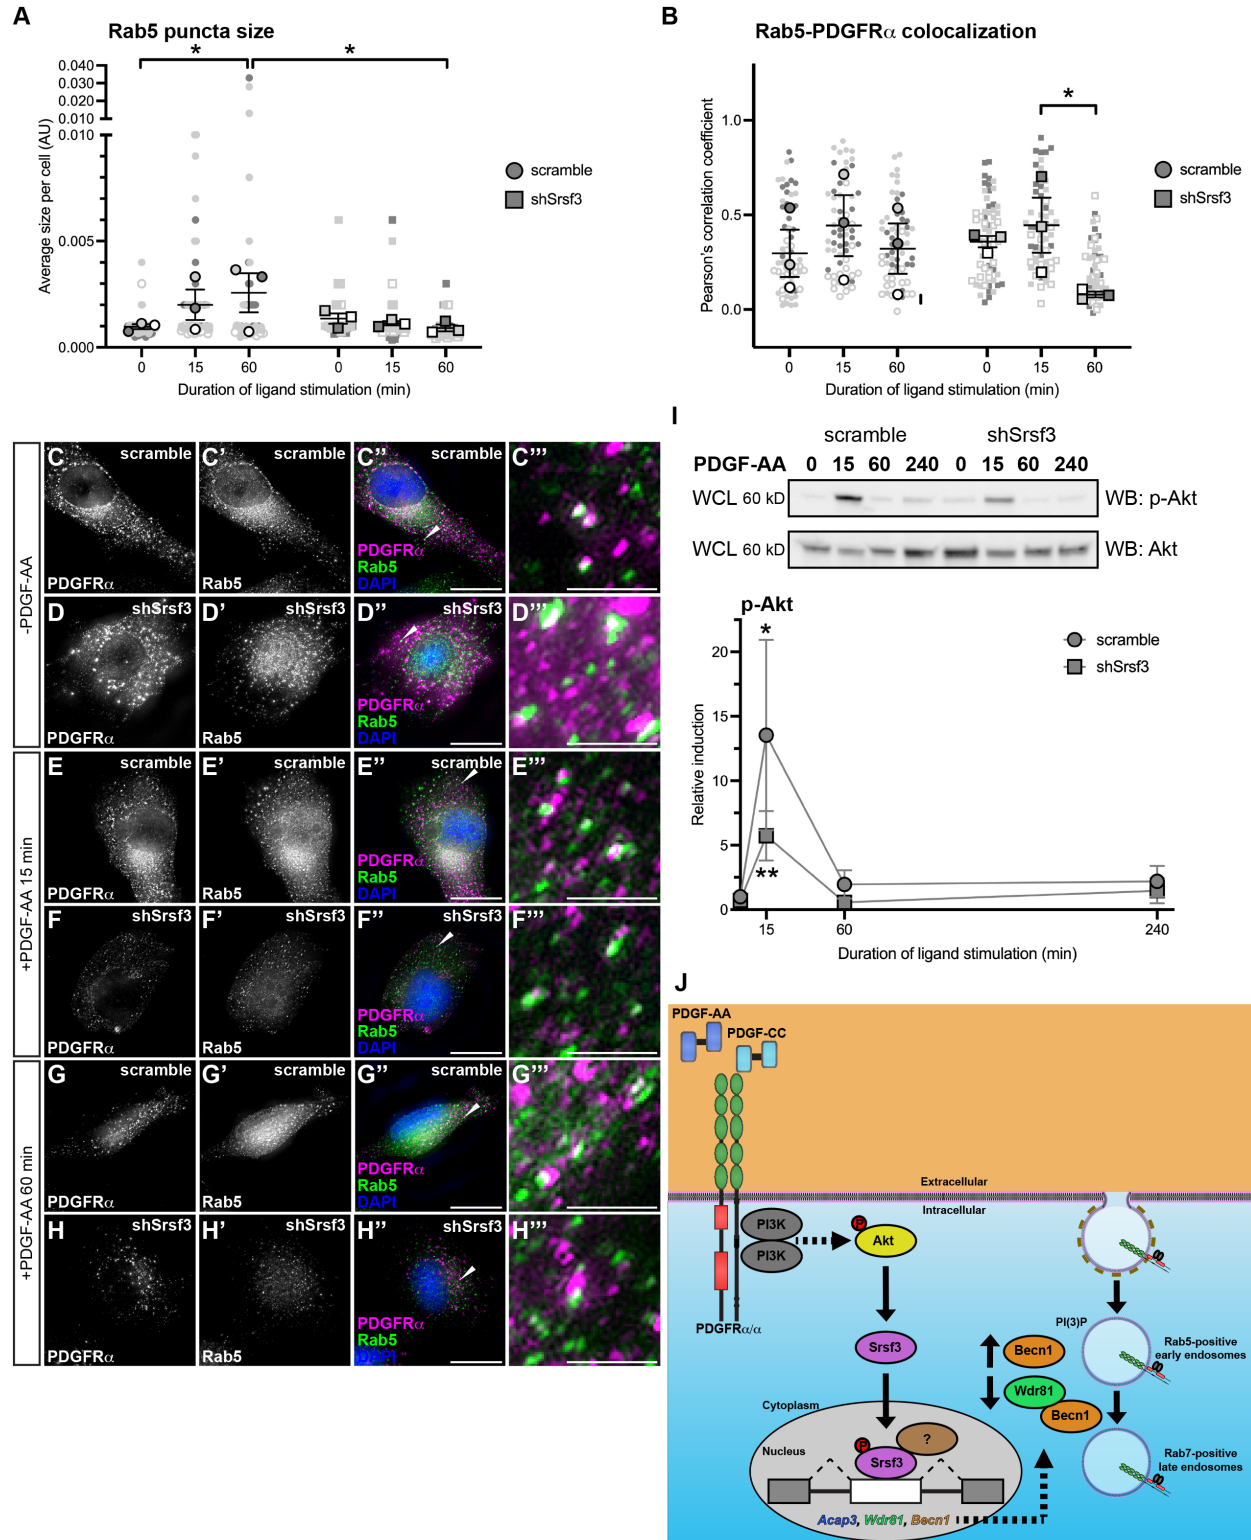 A
Rab5 puncta size
*
*
Average size per cell (AU)
0.040
0.030
0.020
0.010
0.010
0.005
0.000
0
15
60
0
15
60
Duration of ligand stimulation (min)
scramble
shSrsf3
B
Rab5-PDGFRα colocalization
*
Pearson's correlation coefficient
1.0
0.5
0.0
0
15
60
0
15
60
Duration of ligand stimulation (min)
scramble
shSrsf3
-PDGF-AA
C
scramble
PDGFRα
C'
scramble
Rab5
C''
scramble
PDGFRα
Rab5
DAPI
C'''
D
shSrsf3
PDGFRα
D'
shSrsf3
Rab5
D''
shSrsf3
PDGFRα
Rab5
DAPI
D'''
+PDGF-AA 15 min
E
scramble
PDGFRα
E'
scramble
Rab5
E''
scramble
PDGFRα
Rab5
DAPI
E'''
F
shSrsf3
PDGFRα
F'
shSrsf3
Rab5
F''
shSrsf3
PDGFRα
Rab5
DAPI
F'''
+PDGF-AA 60 min
G
scramble
PDGFRα
G'
scramble
Rab5
G''
scramble
PDGFRα
Rab5
DAPI
G'''
H
shSrsf3
PDGFRα
H'
shSrsf3
Rab5
H''
shSrsf3
PDGFRα
Rab5
DAPI
H'''
I
scramble shSrsf3
PDGF-AA 0 15 60 240 0 15 60 240
WCL 60 kD WB: p-Akt
WCL 60 kD WB: Akt
p-Akt
*
**
Relative induction
20
15
10
5
0
15
60
240
Duration of ligand stimulation (min)
scramble
shSrsf3
J
PDGF-AA
PDGF-CC
Extracellular
Intracellular
PI3K
PI3K
P
Akt
PDGFRα/α
Srsf3
PI(3)P
Becn1
Rab5-positive
early endosomes
Wdr81
Becn1
Cytoplasm
Nucleus
P
Srsf3
?
Rab7-positive
late endosomes
Acap3, Wdr81, Becn1